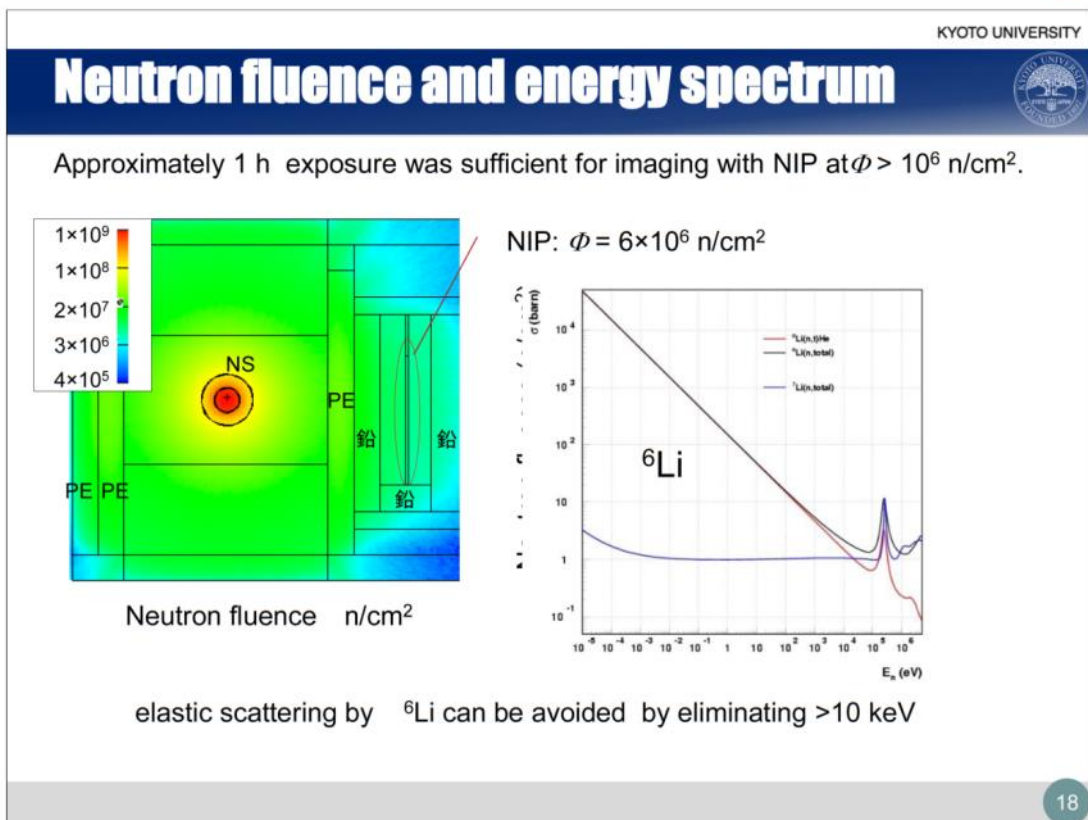 KYOTO UNIVERSITY
Neutron fluence and energy spectrum
Approximately 1 h exposure was sufficient for imaging with NIP at Φ > 10⁶ n/cm².
1×10⁹
1×10⁸
2×10⁷
3×10⁶
4×10⁵
NS
PE
鉛
鉛
PE PE
鉛
Neutron fluence n/cm²
NIP: Φ = 6×10⁶ n/cm²
σ (barn)
10⁴
10³
10²
10
1
10⁻¹
⁶Li(n,t)He
⁶Li(n,total)
⁷Li(n,total)
⁶Li
10⁻⁵ 10⁻⁴ 10⁻³ 10⁻² 10⁻¹ 1 10 10² 10³ 10⁴ 10⁵ 10⁶
Eₙ (eV)
elastic scattering by ⁶Li can be avoided by eliminating >10 keV
18